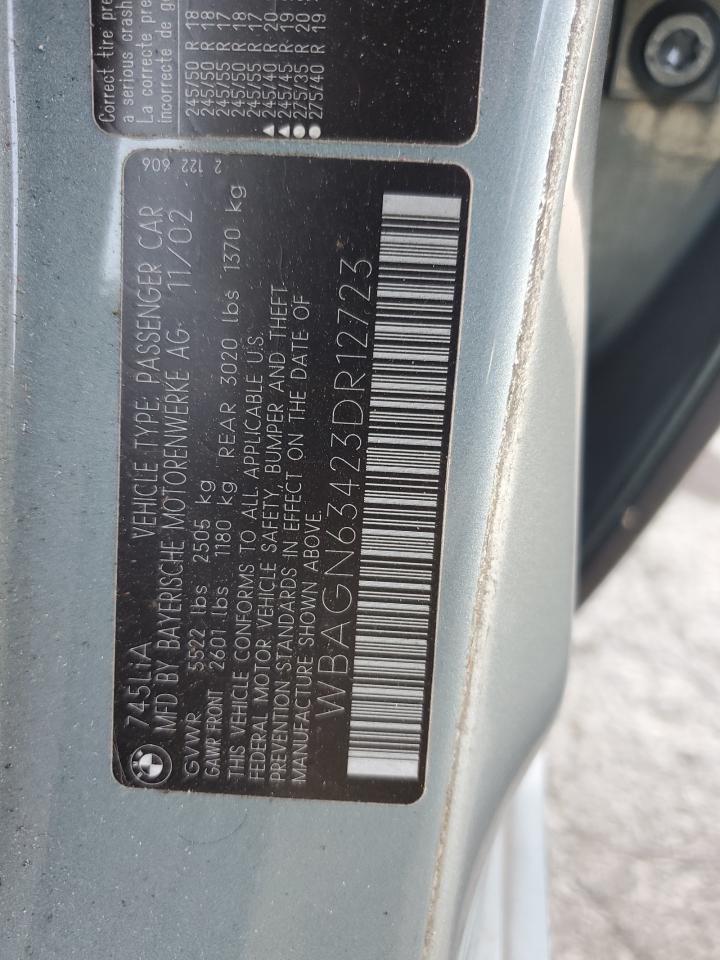 Correct tire pre
a serious crash
La correcte pre
incorrecte de
245/50 R 18
245/50 R 18
245/55 R 17
245/50 R 18
245/55 R 17
▲245/40 R 20
▲245/45 R 19
●275/35 R 20
●275/40 R 19
2 122 606
745LiA VEHICLE TYPE: PASSENGER CAR
MFD BY BAYERISCHE MOTORENWERKE AG. 11/02
GVWR 5522 lbs 2505 kg
GAWR FRONT 2601 lbs 1180 kg REAR 3020 lbs 1370 kg
THIS VEHICLE CONFORMS TO ALL APPLICABLE U.S.
FEDERAL MOTOR VEHICLE SAFETY, BUMPER AND THEFT
PREVENTION STANDARDS IN EFFECT ON THE DATE OF
MANUFACTURE SHOWN ABOVE.
WBAGN63423DR12723